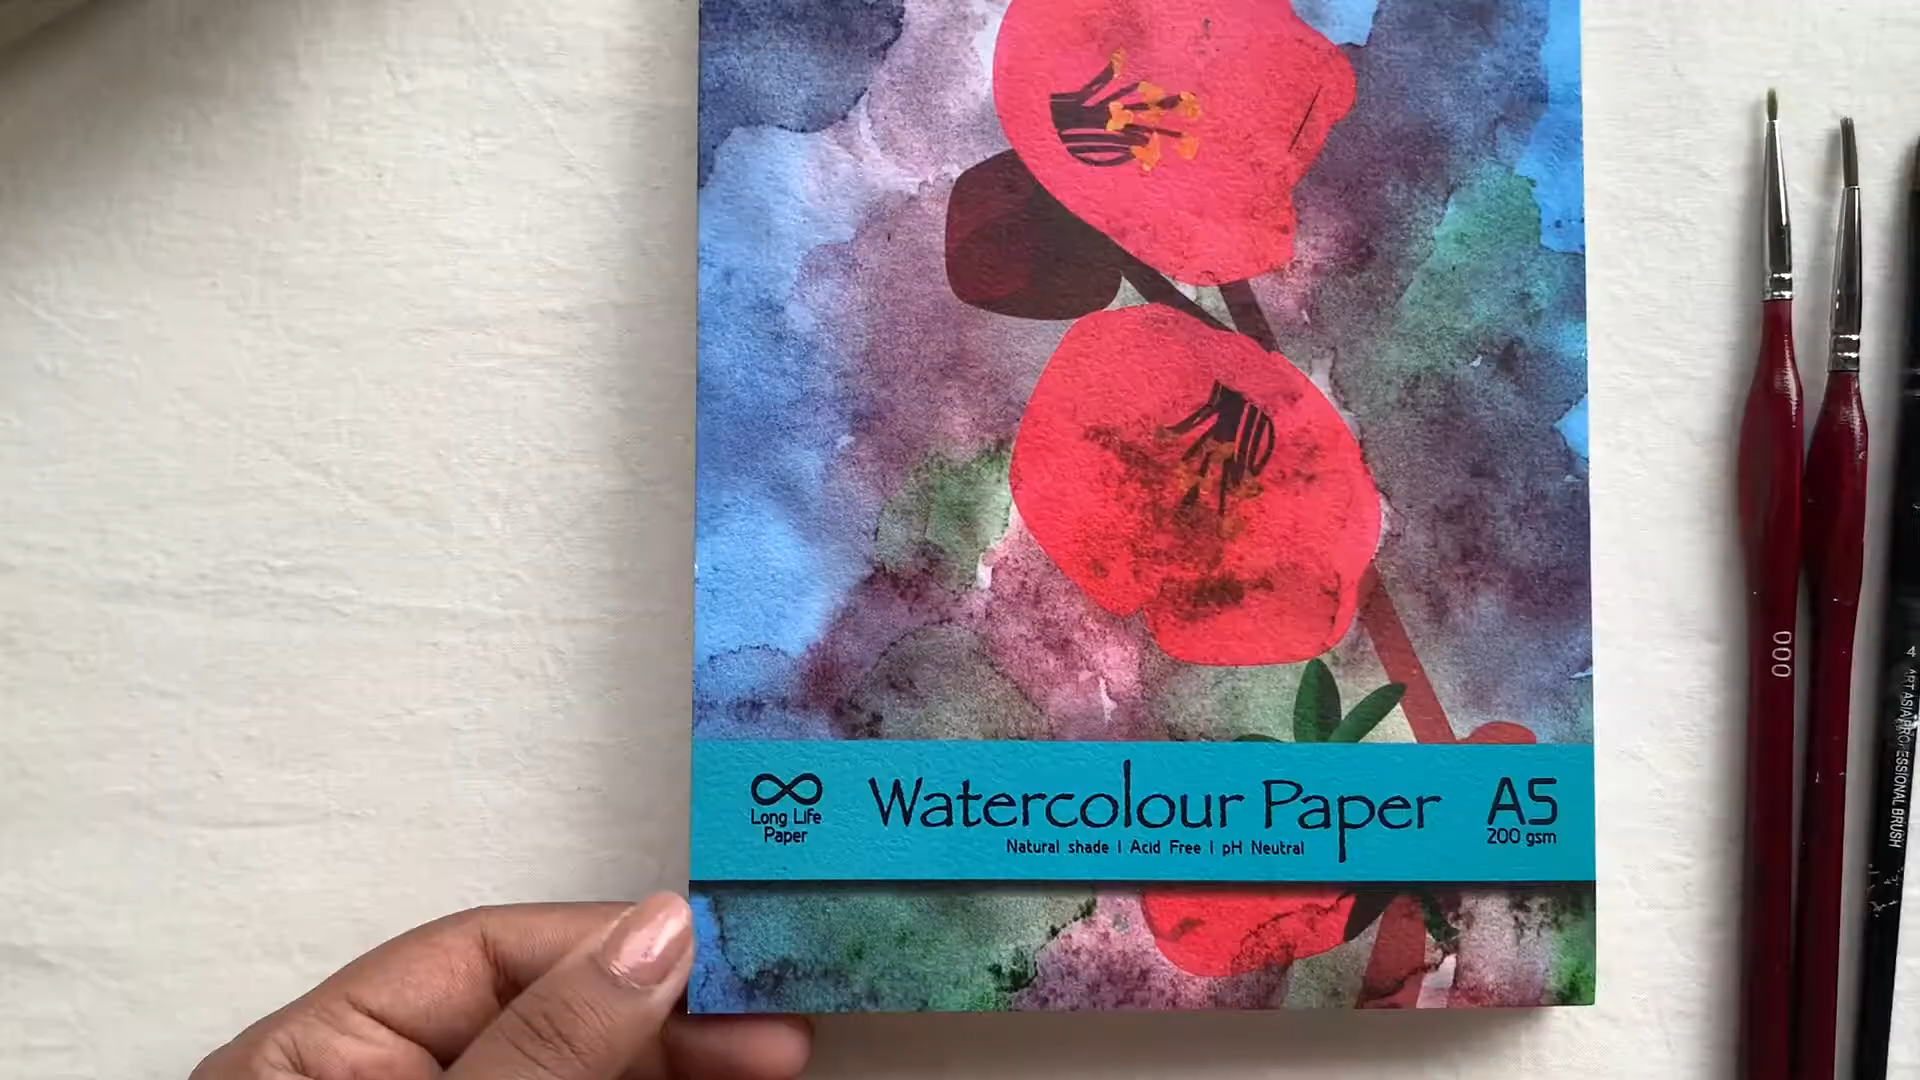 Long Life
Paper
Watercolour Paper
Natural shade | Acid Free | pH Neutral
A5
200 gsm
000
4
ART ASIA PROFESSIONAL BRUSH